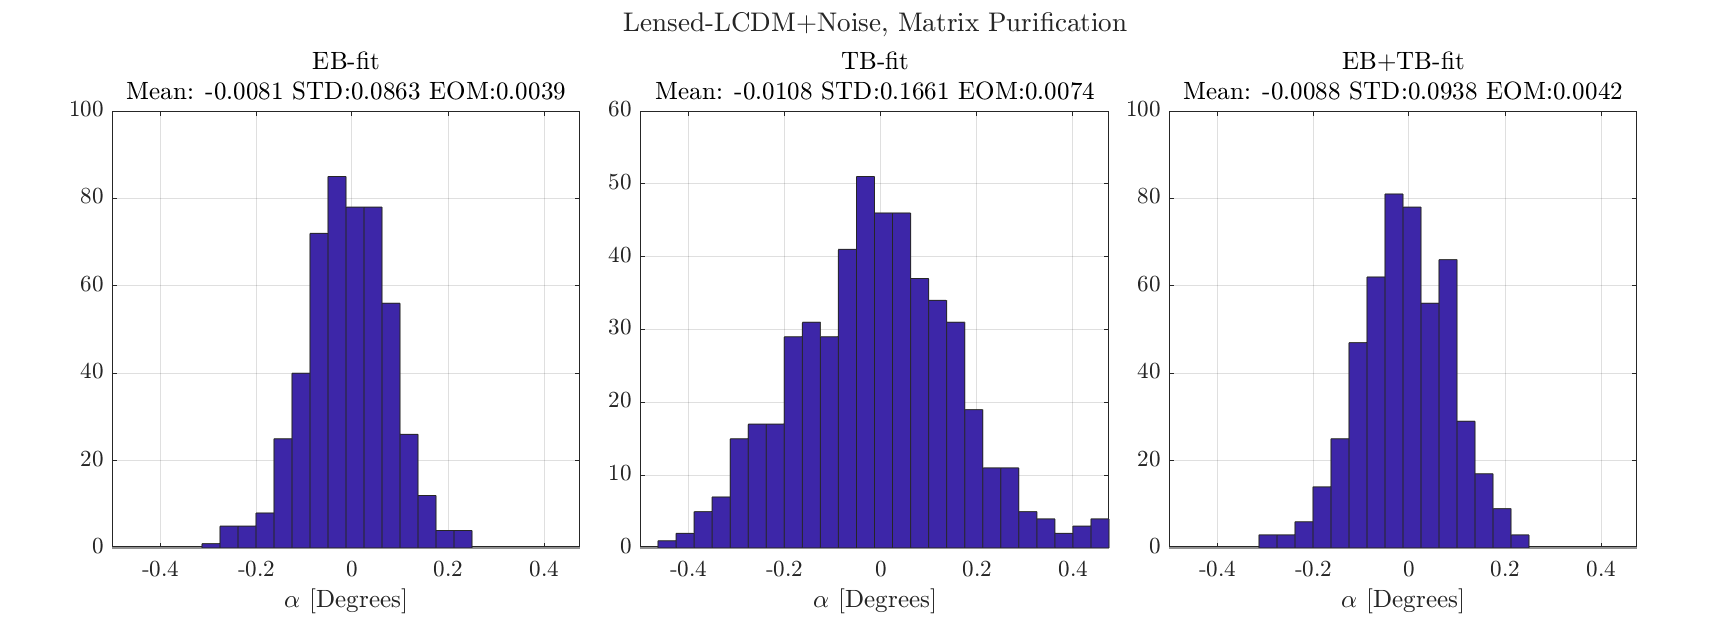 Lensed-LCDM+Noise, Matrix Purification
EB-fit
Mean: -0.0081 STD:0.0863 EOM:0.0039
100
80
60
40
20
0
-0.4 -0.2 0 0.2 0.4
α [Degrees]
TB-fit
Mean: -0.0108 STD:0.1661 EOM:0.0074
60
50
40
30
20
10
0
-0.4 -0.2 0 0.2 0.4
α [Degrees]
EB+TB-fit
Mean: -0.0088 STD:0.0938 EOM:0.0042
100
80
60
40
20
0
-0.4 -0.2 0 0.2 0.4
α [Degrees]